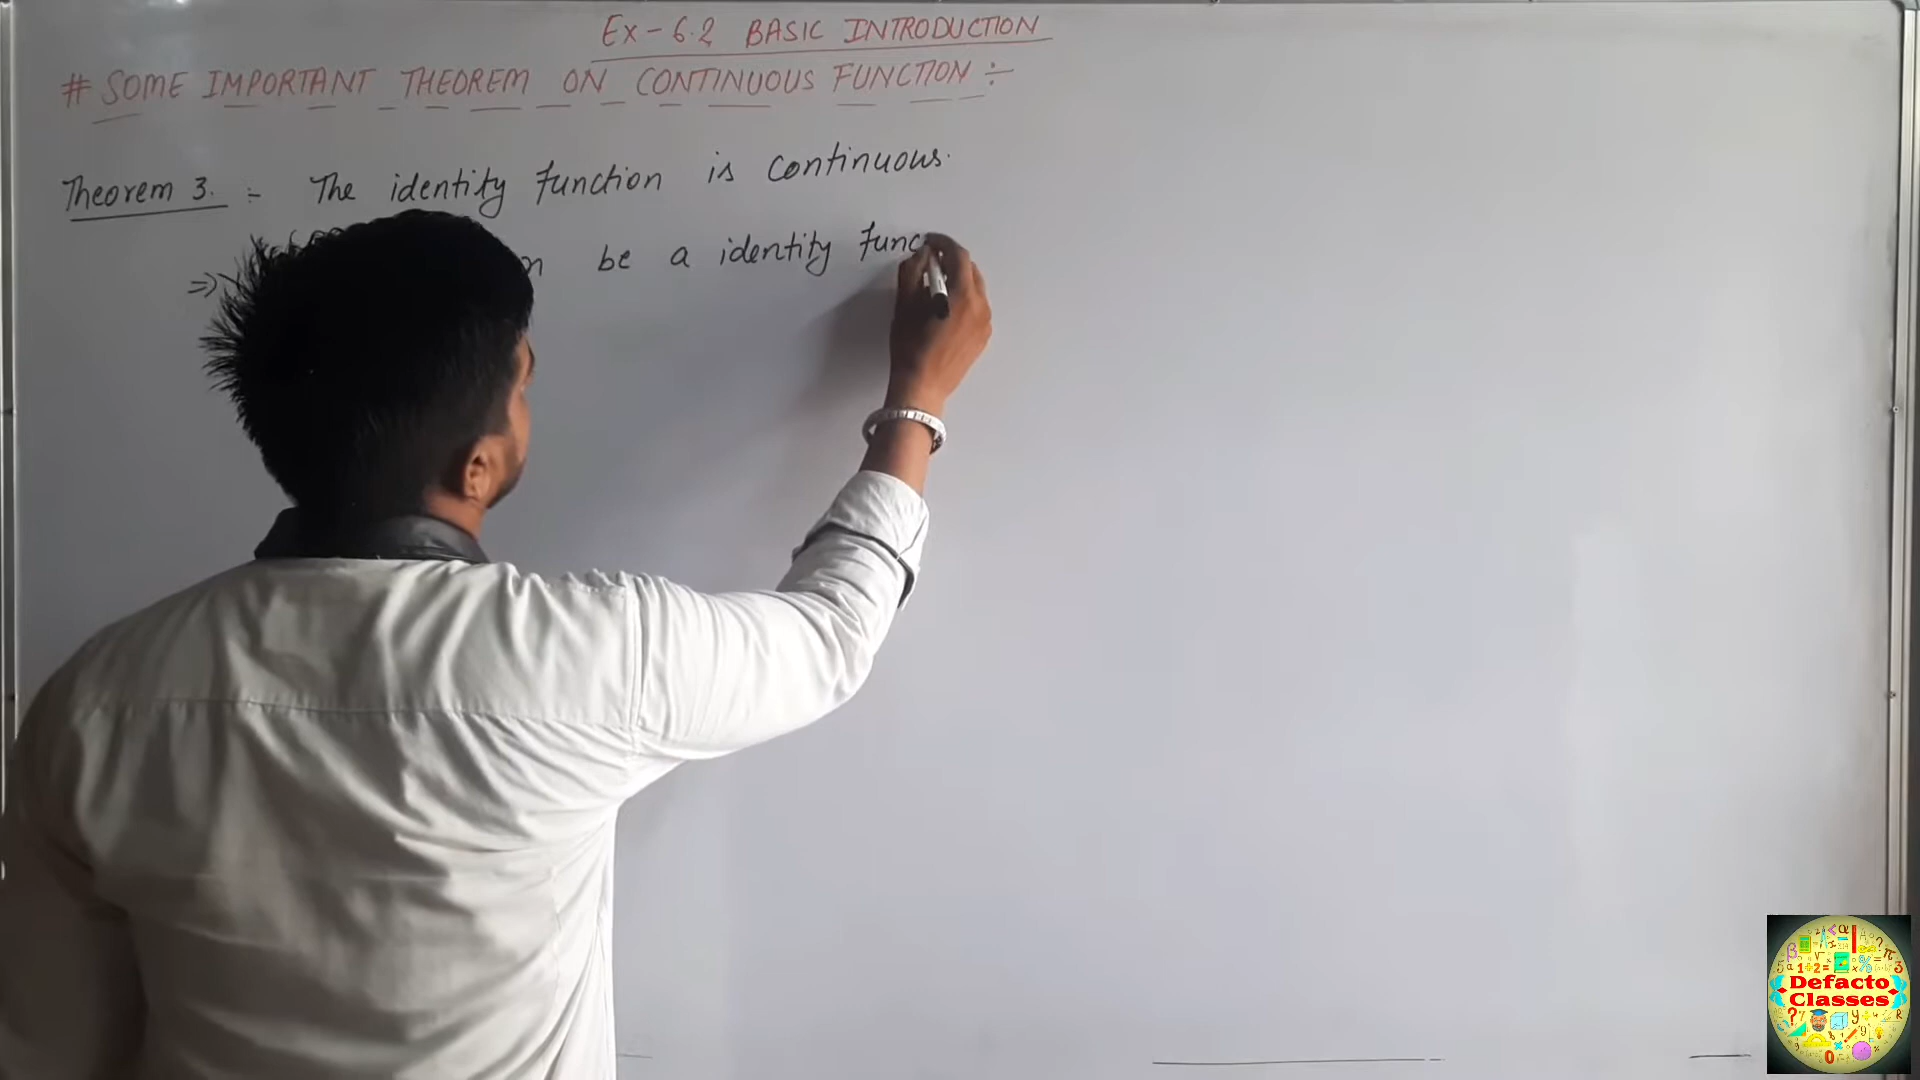 Ex - 6.2 BASIC INTRODUCTION
# SOME IMPORTANT THEOREM ON CONTINUOUS FUNCTION :-
Theorem 3. :- The identity function is continuous.
=> be a identity func
Defacto
Classes